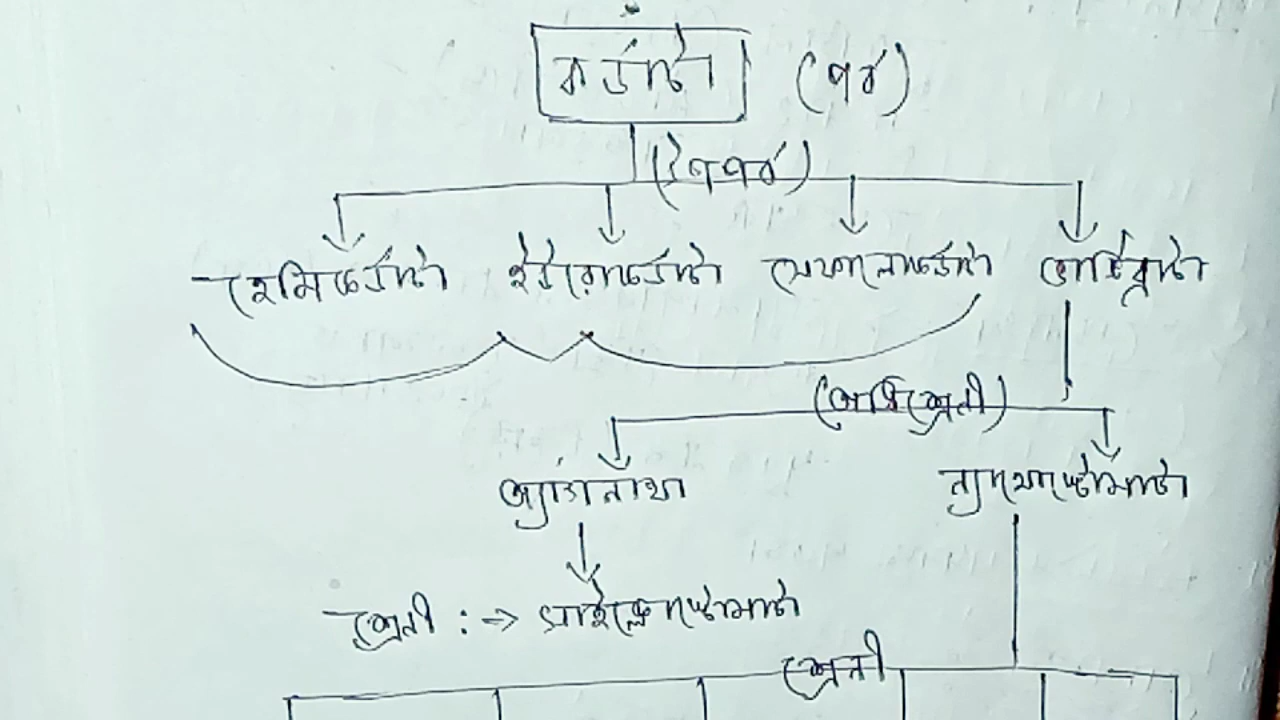 কর্ডাটা (পর্ব)
(উপপর্ব)
হেমিকর্ডাটা ইউরোকর্ডাটা সেফালোকর্ডাটা ভার্টিব্রাটা
(অধিশ্রেনী)
অ্যাগনাথা ন্যাথোস্টোমাটা
শ্রেনী :→ সাইক্লোস্টোমাটা
শ্রেনী